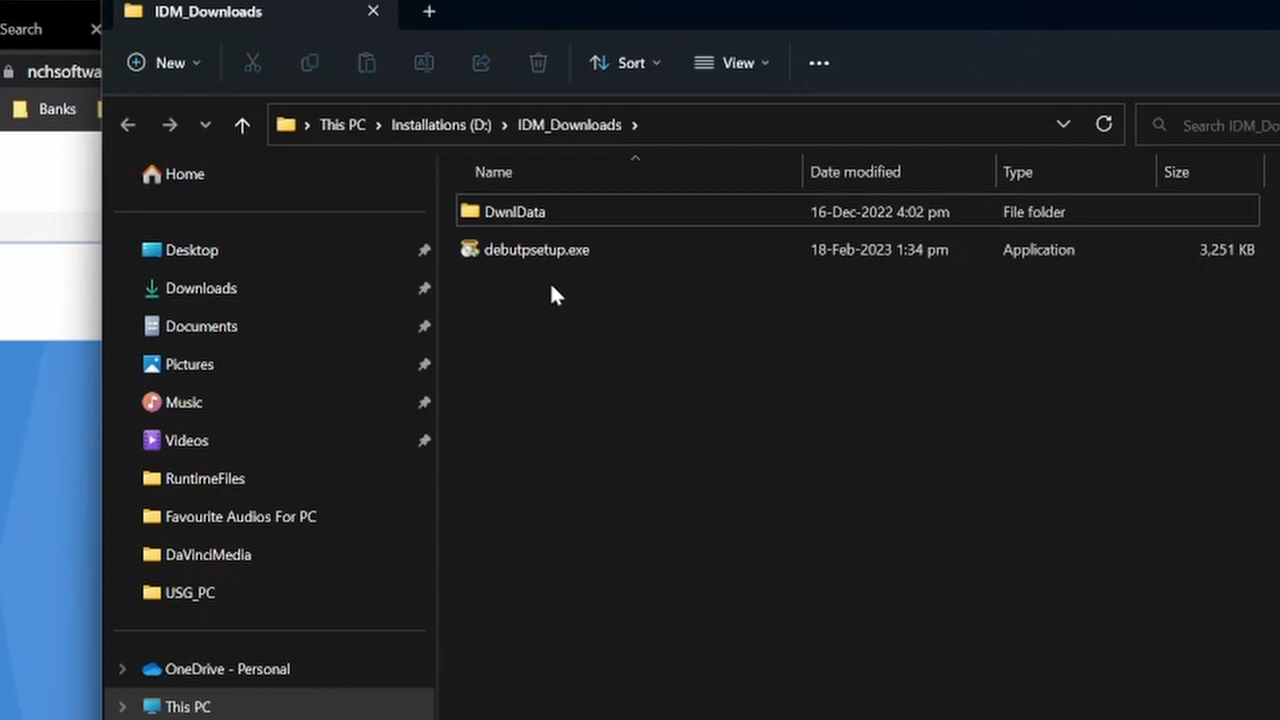 Search
IDM_Downloads
nchsoftwa
New
Sort
View
Banks
This PC
Installations (D:)
IDM_Downloads
Search IDM_Do
Home
Desktop
Downloads
Documents
Pictures
Music
Videos
RuntimeFiles
Favourite Audios For PC
DaVinciMedia
USG_PC
OneDrive - Personal
This PC
Name Date modified Type Size
DwnlData 16-Dec-2022 4:02 pm File folder
debutpsetup.exe 18-Feb-2023 1:34 pm Application 3,251 KB